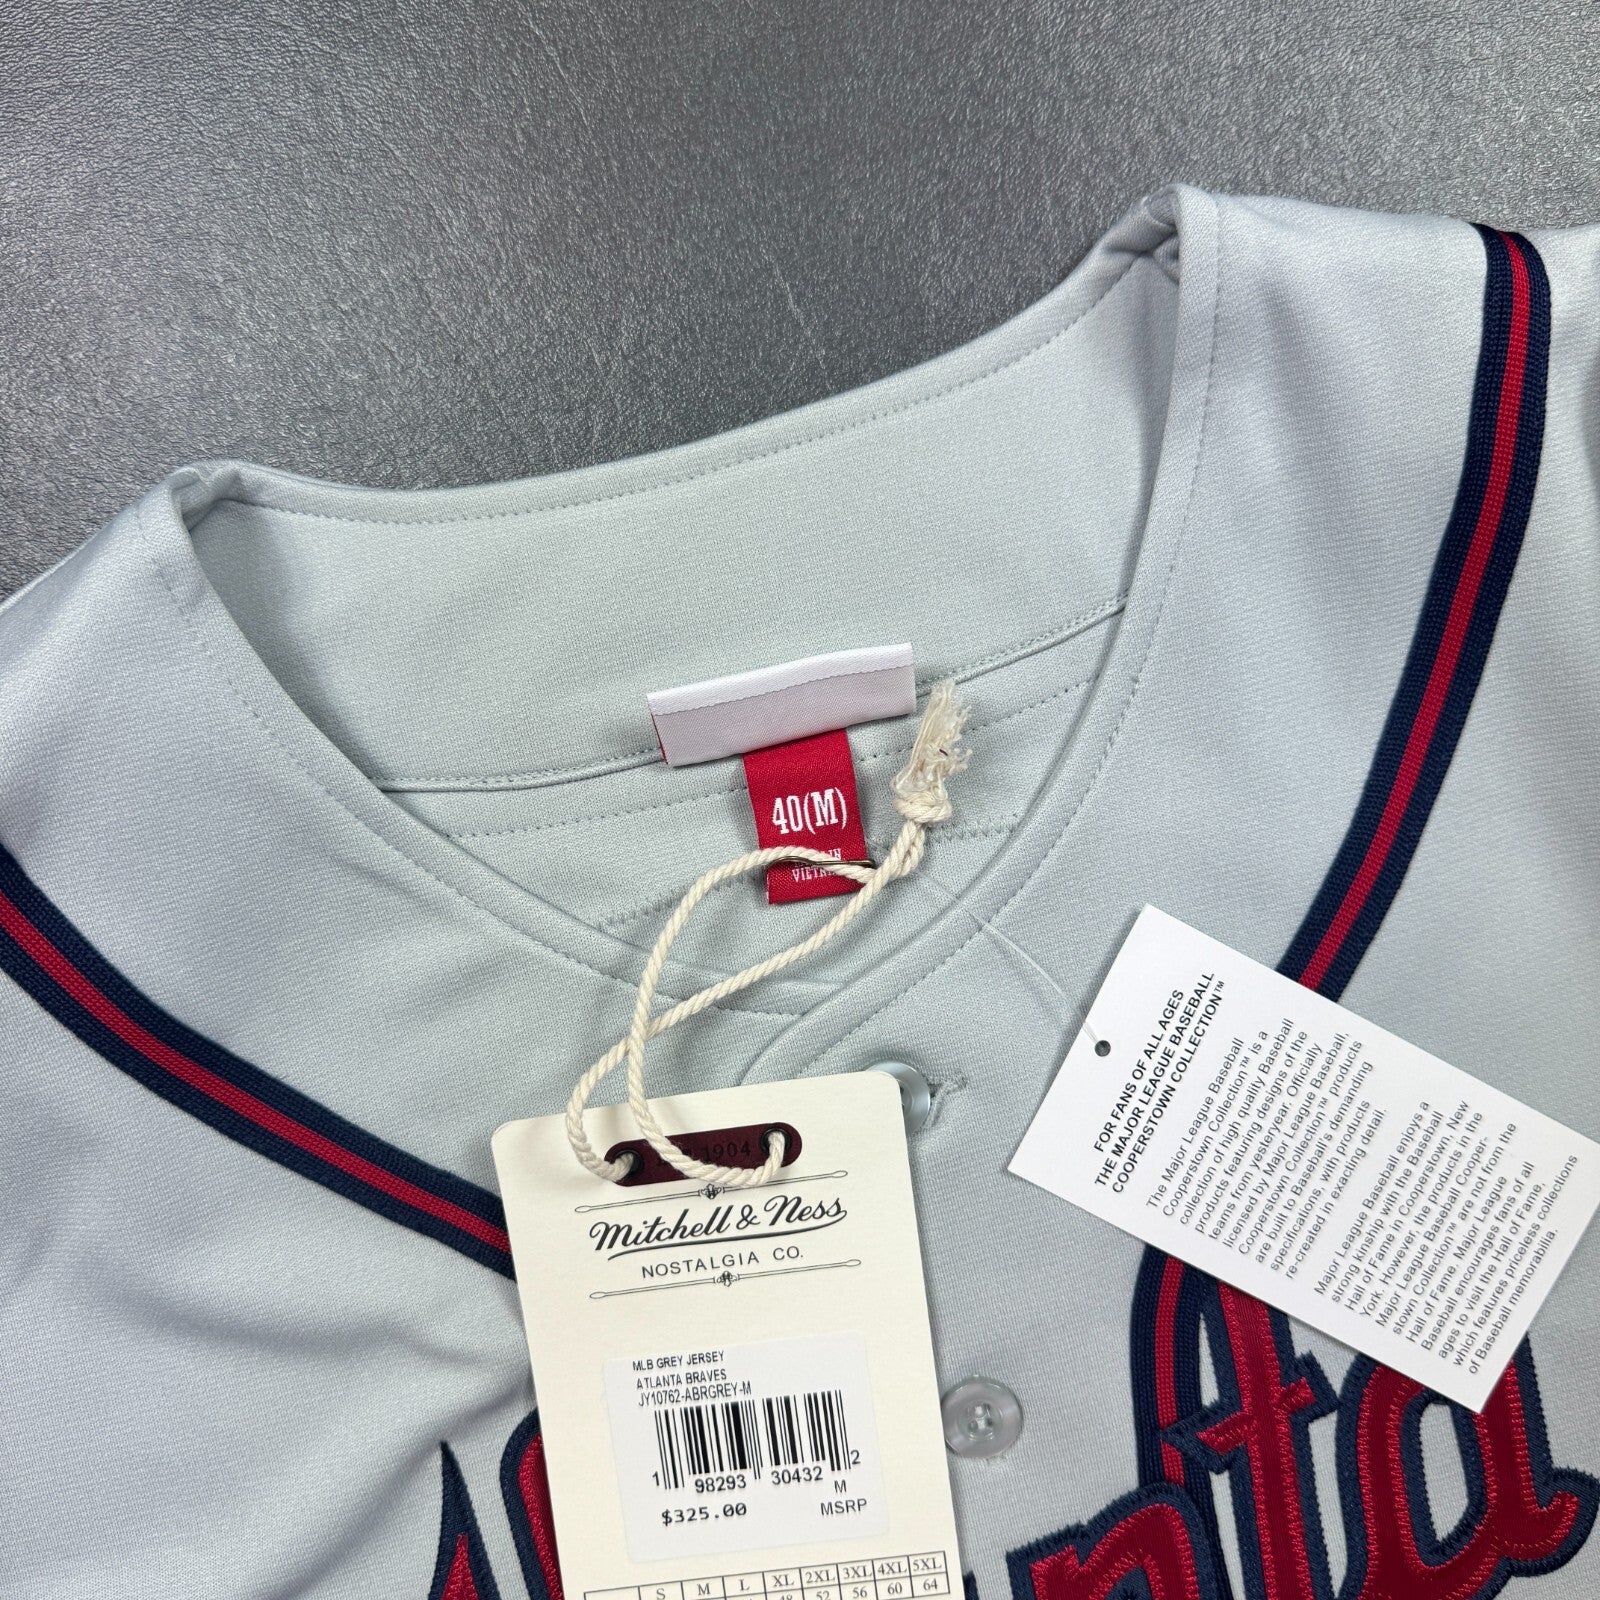 40(M)
1904
Mitchell & Ness
NOSTALGIA CO.
MLB GREY JERSEY
ATLANTA BRAVES
JY10762-ABRGREY-M
1 98293 30432 2
M
$325.00 MSRP
S M L XL 2XL 3XL 4XL 5XL
48 52 56 60 64
FOR FANS OF ALL AGES
THE MAJOR LEAGUE BASEBALL
COOPERSTOWN COLLECTION™
The Major League Baseball
Cooperstown Collection™ is a
collection of high quality Baseball
products featuring designs of the
teams from yesteryear. Officially
licensed by Major League Baseball,
Cooperstown Collection™ products
are built to Baseball's demanding
specifications, with products
re-created in exacting detail.
Major League Baseball enjoys a
strong kinship with the Baseball
Hall of Fame in Cooperstown, New
York. However, the products in the
Major League Baseball Cooper-
stown Collection™ are not from the
Hall of Fame. Major League
Baseball encourages fans of all
ages to visit the Hall of Fame,
which features priceless collections
of Baseball memorabilia.